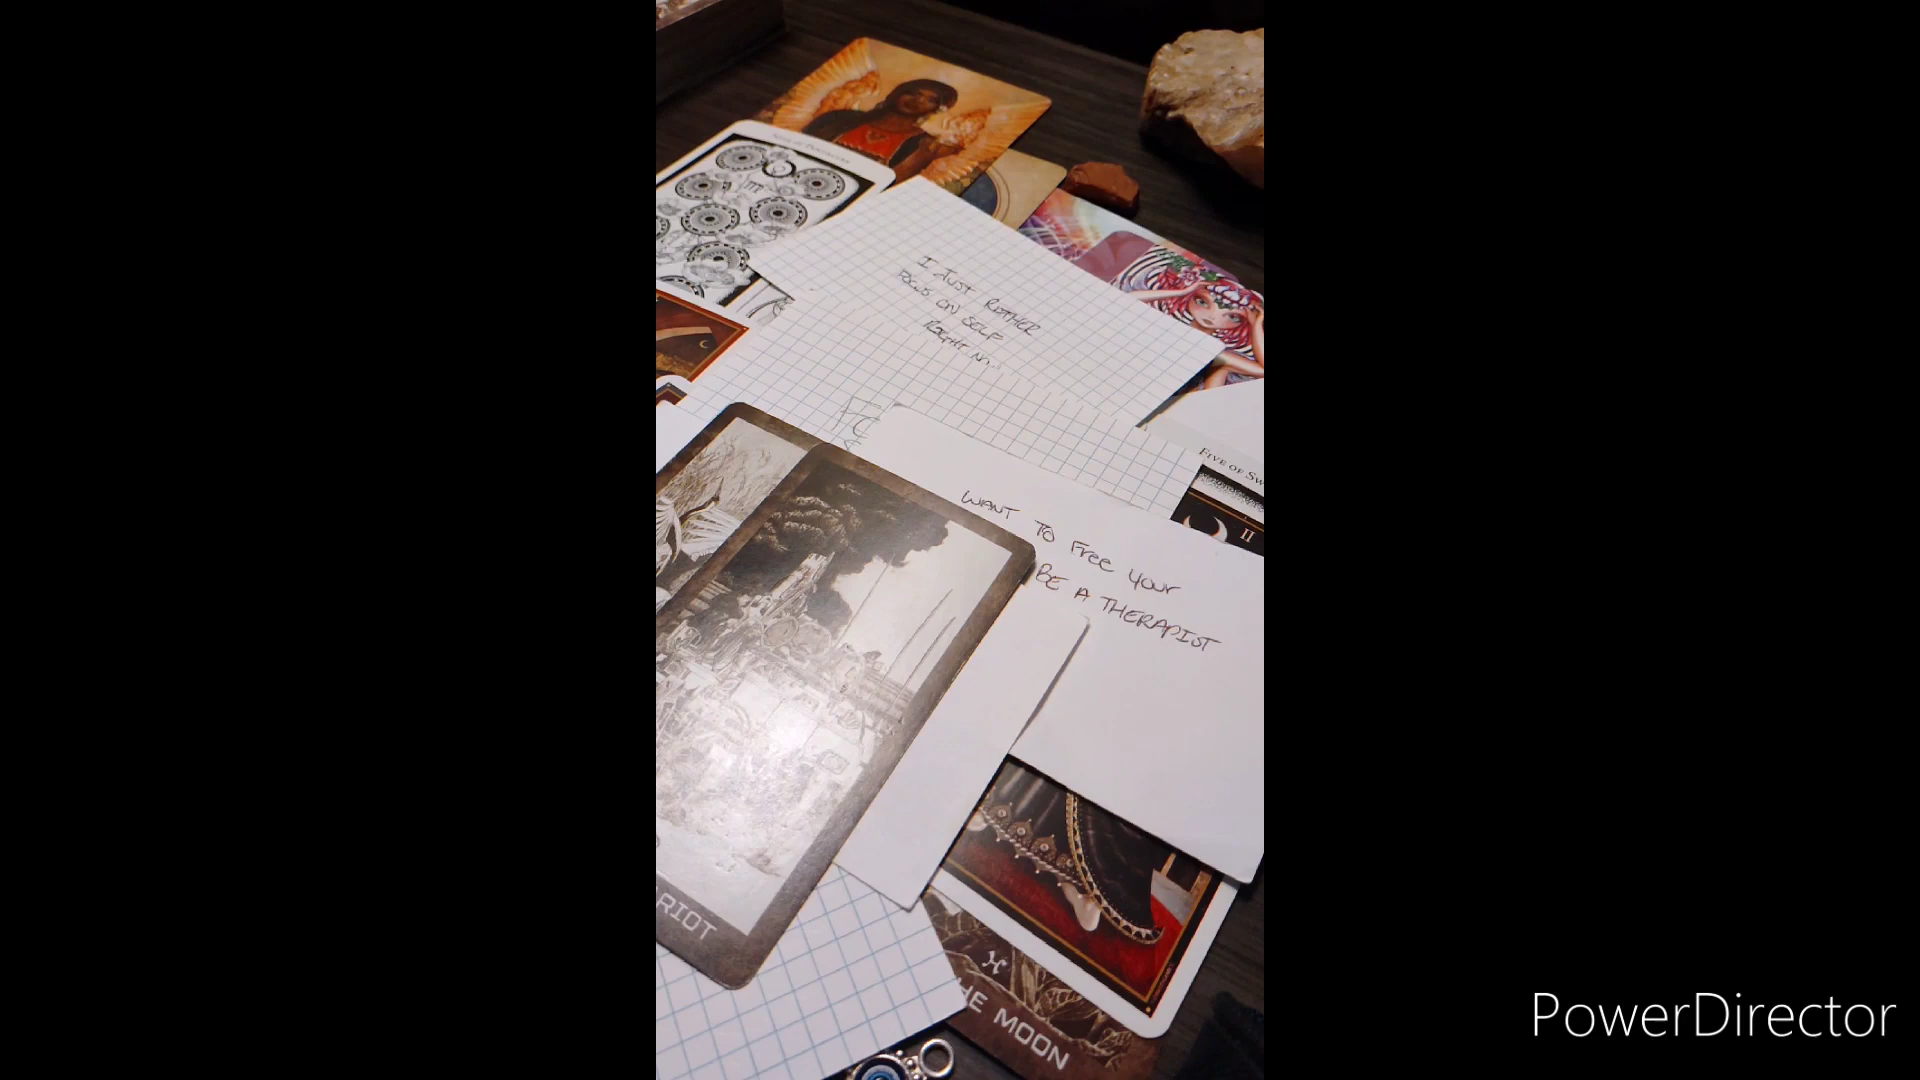 I JUST RATHER
FOCUS ON SELF
RIGHT
FIVE OF SW
II
WANT TO Free your
BE A THERAPIST
RIOT
HE MOON
PowerDirector